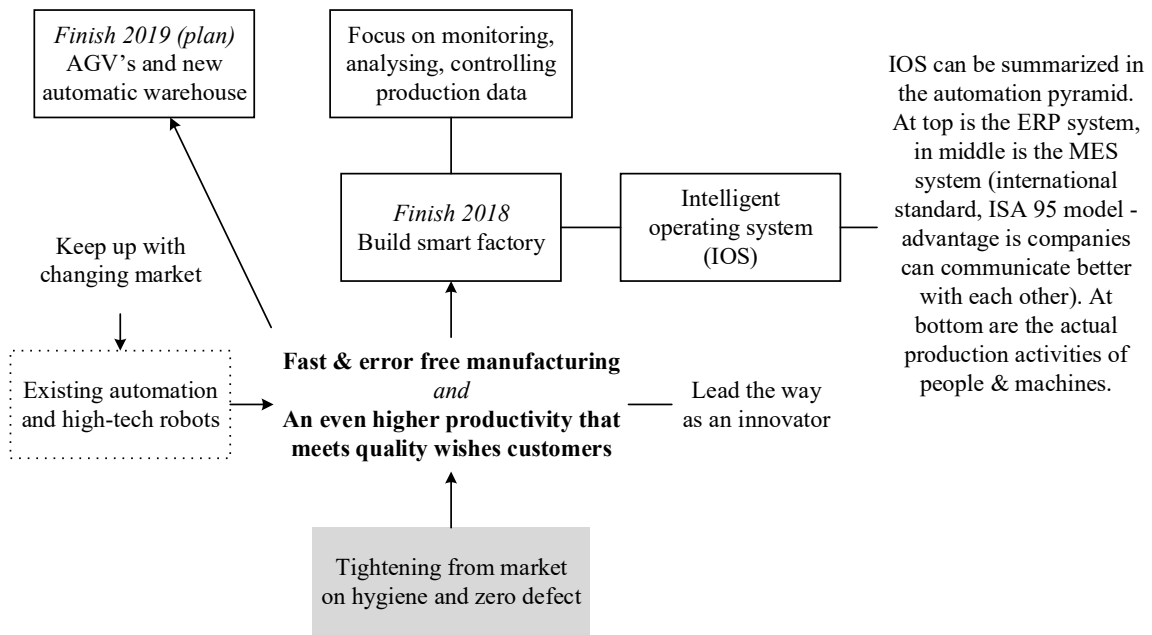 Finish 2019 (plan)
AGV’s and new
automatic warehouse
Focus on monitoring,
analysing, controlling
production data
IOS can be summarized in
the automation pyramid.
At top is the ERP system,
in middle is the MES
system (international
standard, ISA 95 model -
advantage is companies
can communicate better
with each other). At
bottom are the actual
production activities of
people & machines.
Finish 2018
Build smart factory
Intelligent
operating system
(IOS)
Keep up with
changing market
Existing automation
and high-tech robots
Fast & error free manufacturing
and
An even higher productivity that
meets quality wishes customers
Lead the way
as an innovator
Tightening from market
on hygiene and zero defect